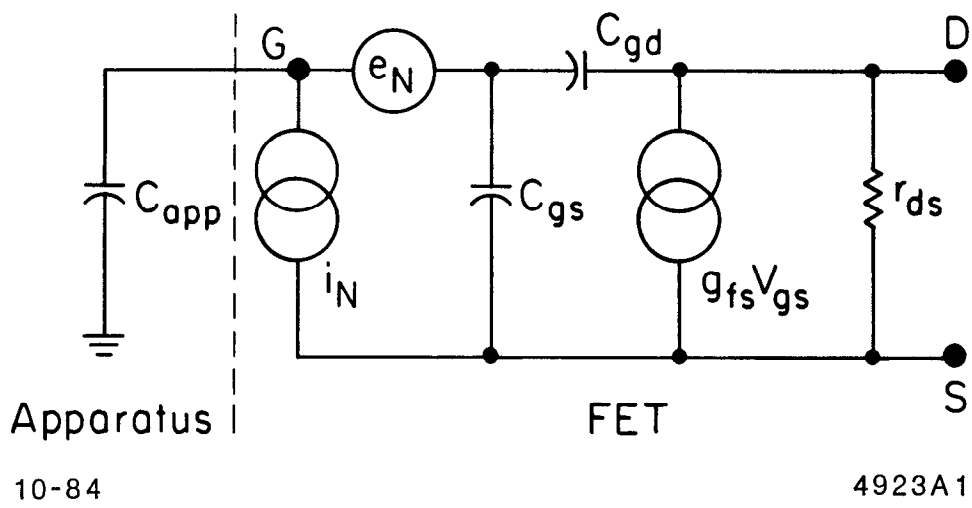 G
e_N
C_gd
D
C_app
i_N
C_gs
g_fs V_gs
r_ds
S
Apparatus
FET
10-84
4923A1